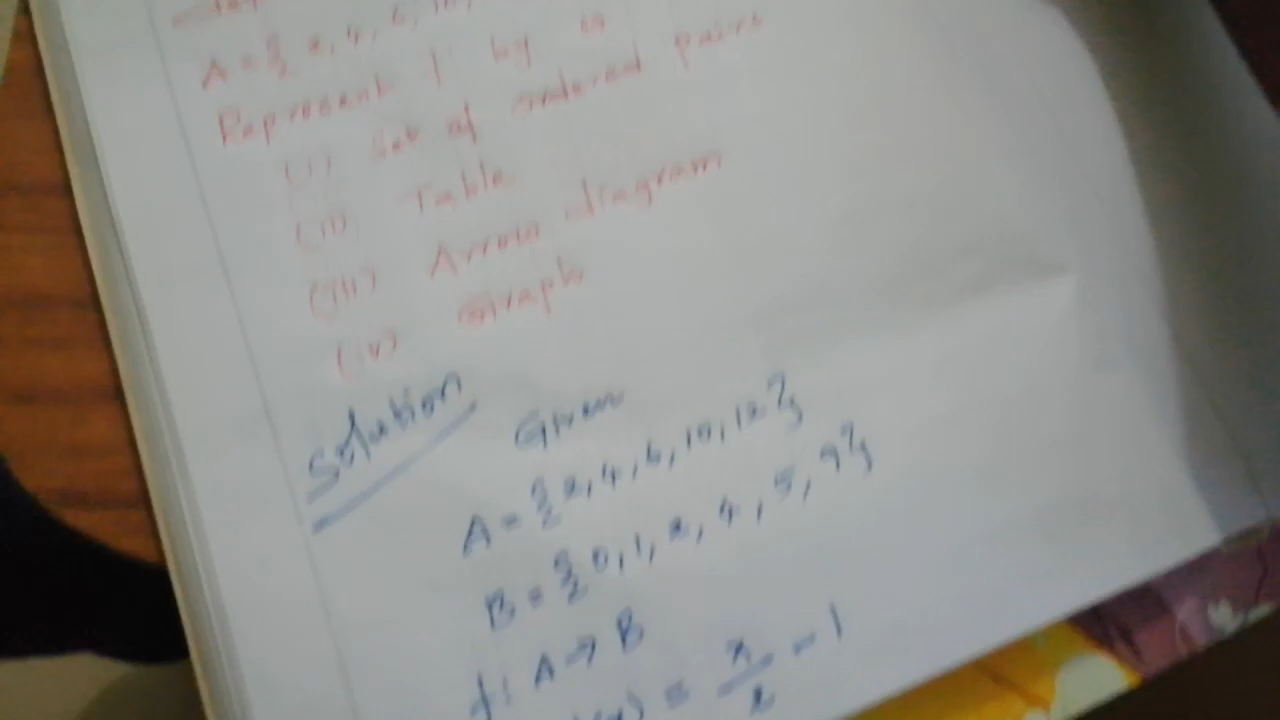 A = { 2, 4, 6, 10,
Represent f by
(i) Set of ordered pairs
(ii) Table
(iii) Arrow diagram
(iv) Graph
Solution
Given
A = { 2, 4, 6, 10, 12 }
B = { 0, 1, 2, 4, 5, 9 }
f: A → B
f(x) = x/2 - 1